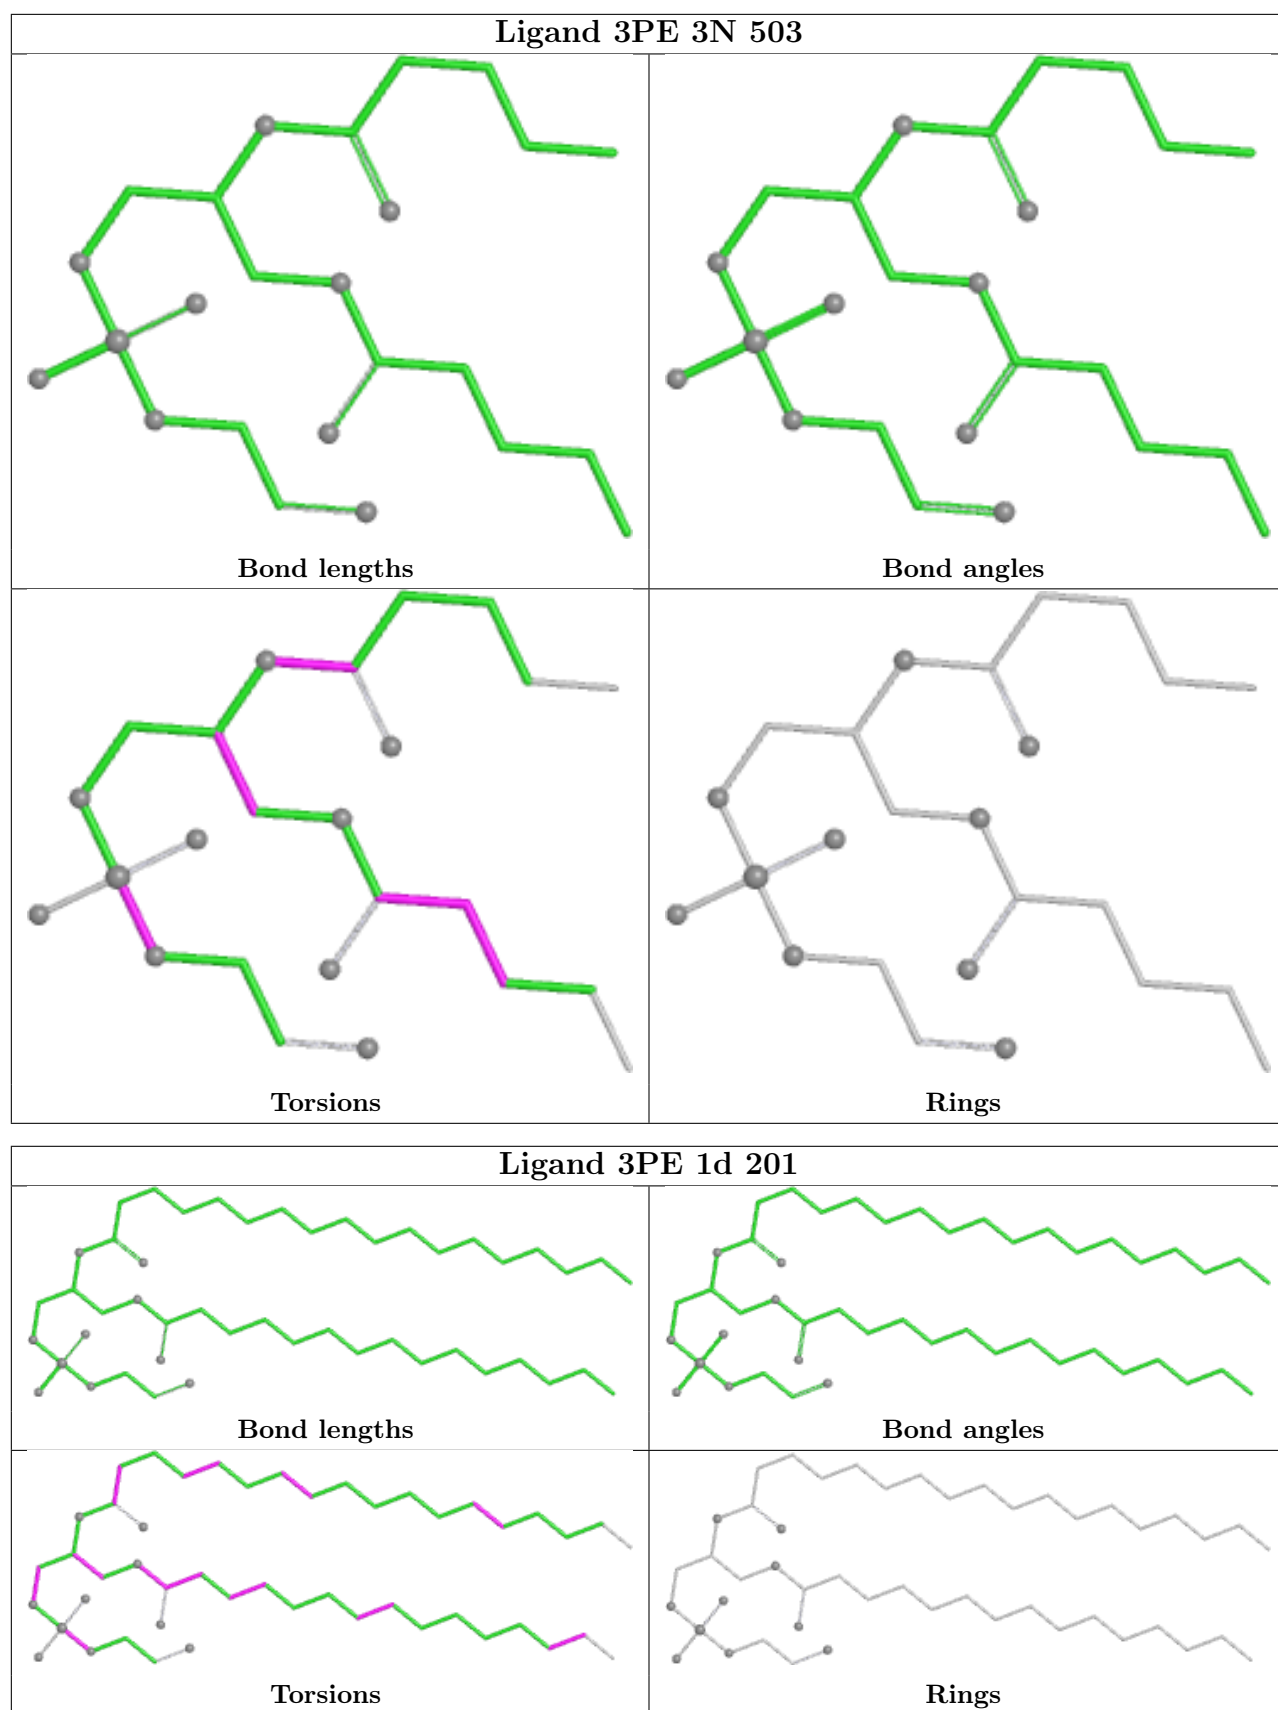 Ligand 3PE 3N 503
Bond lengths
Bond angles
Torsions
Rings
Ligand 3PE 1d 201
Bond lengths
Bond angles
Torsions
Rings